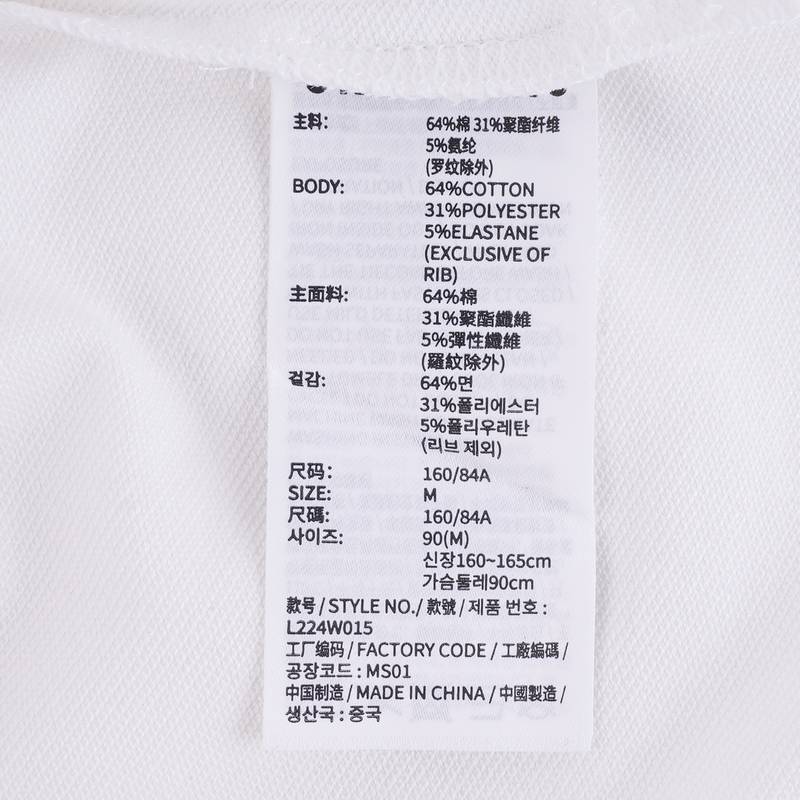 主料: 64%棉 31%聚酯纤维
5%氨纶
(罗纹除外)
BODY: 64%COTTON
31%POLYESTER
5%ELASTANE
(EXCLUSIVE OF
RIB)
主面料: 64%棉
31%聚酯纖維
5%彈性纖維
(羅紋除外)
겉감: 64%면
31%폴리에스터
5%폴리우레탄
(리브 제외)
尺码: 160/84A
SIZE: M
尺碼: 160/84A
사이즈: 90(M)
신장160~165cm
가슴둘레90cm
款号 / STYLE NO./ 款號 / 제품 번호 :
L224W015
工厂编码 / FACTORY CODE / 工廠編碼 /
공장코드 : MS01
中国制造 / MADE IN CHINA / 中國製造 /
생산국 : 중국